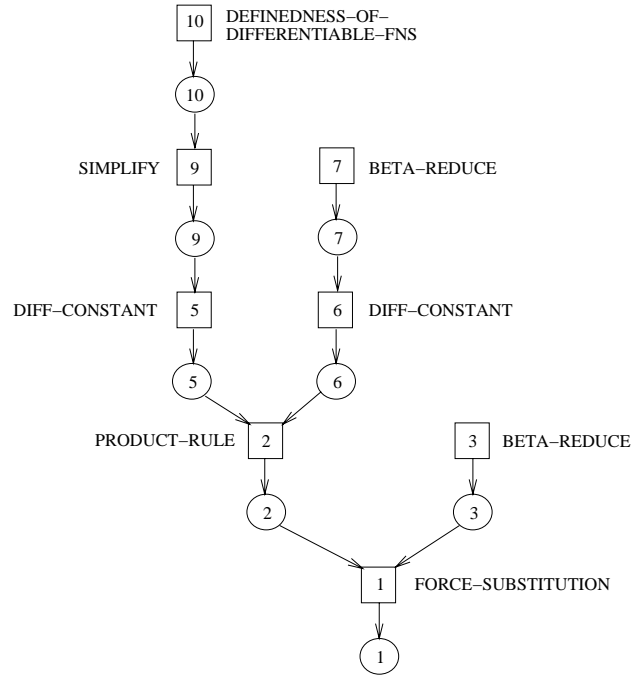 10 DEFINEDNESS−OF−
DIFFERENTIABLE−FNS
10
SIMPLIFY 9 7 BETA−REDUCE
9 7
DIFF−CONSTANT 5 6 DIFF−CONSTANT
5 6
PRODUCT−RULE 2 3 BETA−REDUCE
2 3
1 FORCE−SUBSTITUTION
1